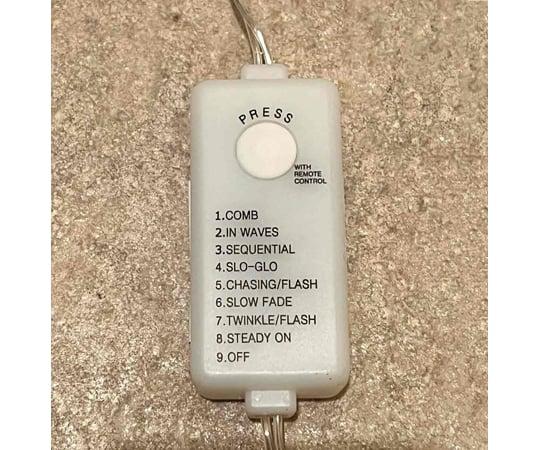 PRESS
WITH
REMOTE
CONTROL
1.COMB
2.IN WAVES
3.SEQUENTIAL
4.SLO-GLO
5.CHASING/FLASH
6.SLOW FADE
7.TWINKLE/FLASH
8.STEADY ON
9.OFF